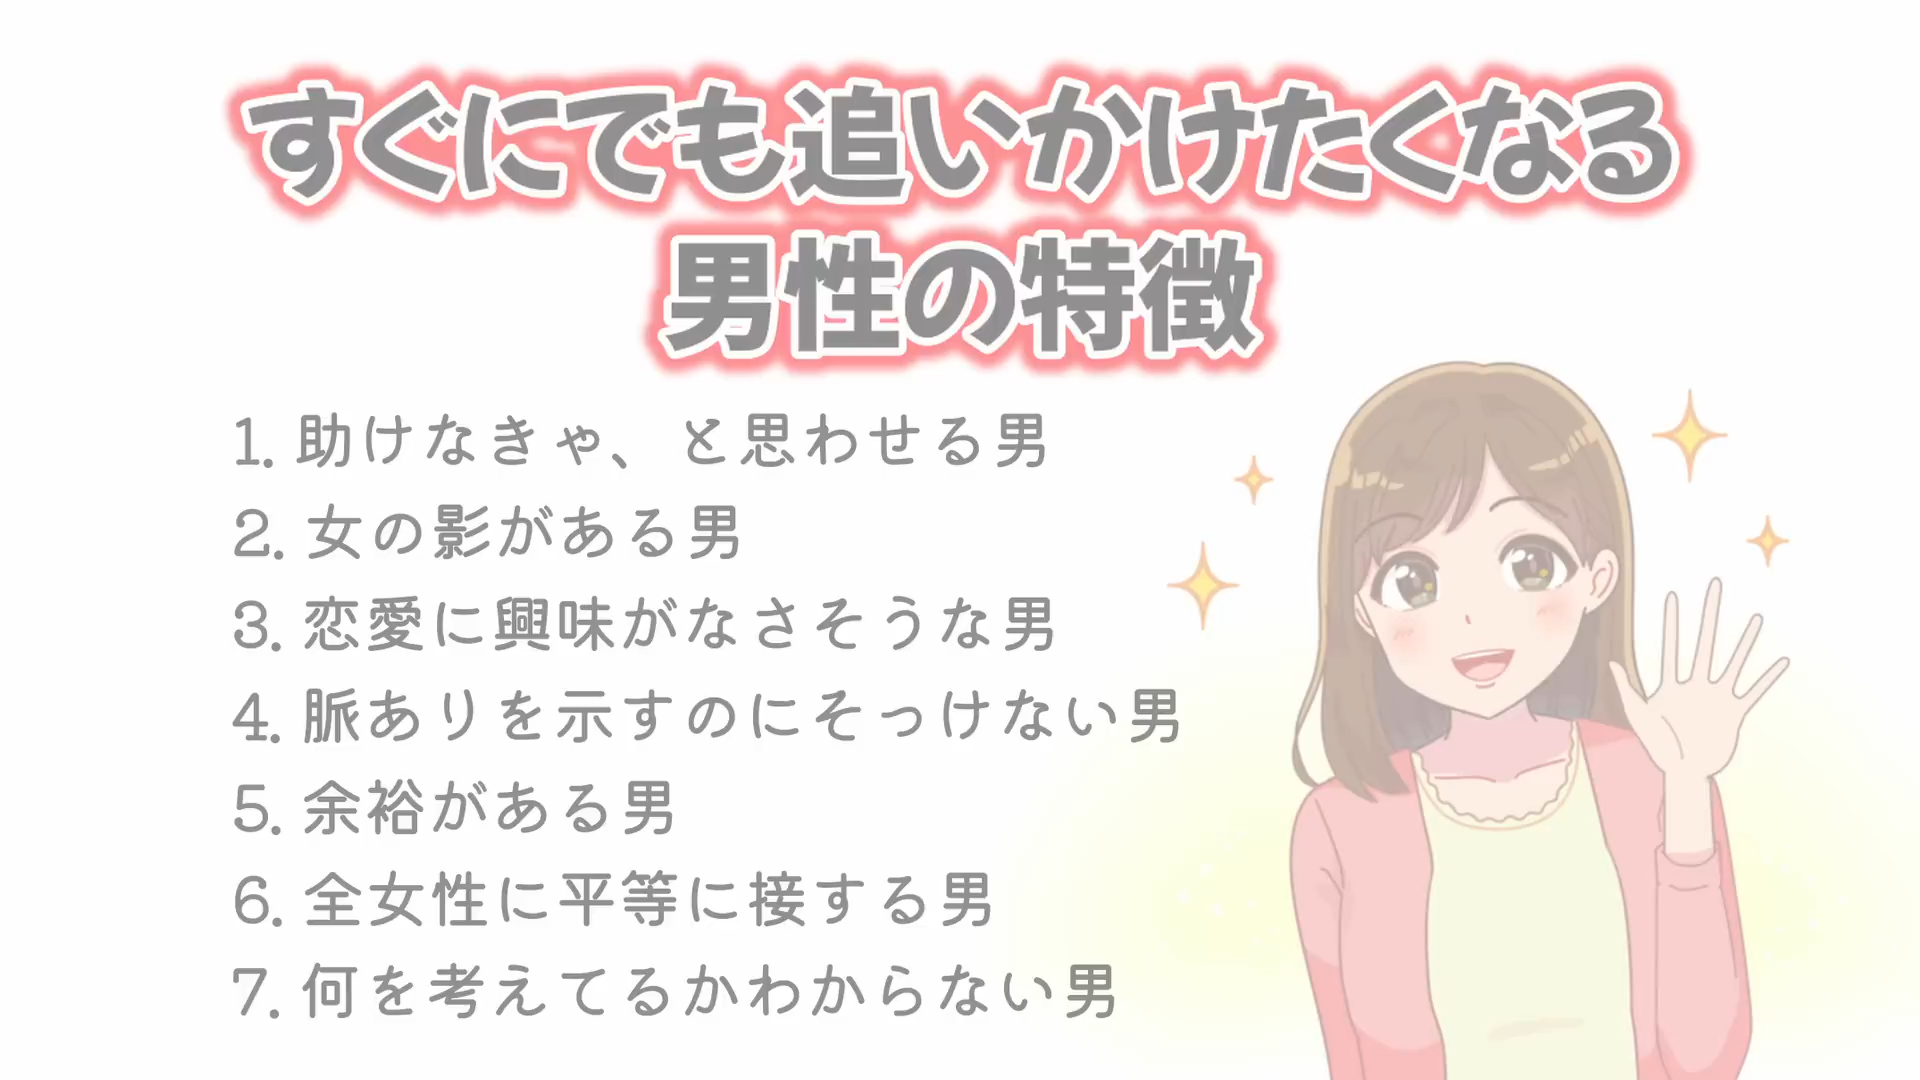 すぐにでも追いかけたくなる
男性の特徴
1. 助けなきゃ、と思わせる男
2. 女の影がある男
3. 恋愛に興味がなさそうな男
4. 脈ありを示すのにそっけない男
5. 余裕がある男
6. 全女性に平等に接する男
7. 何を考えてるかわからない男